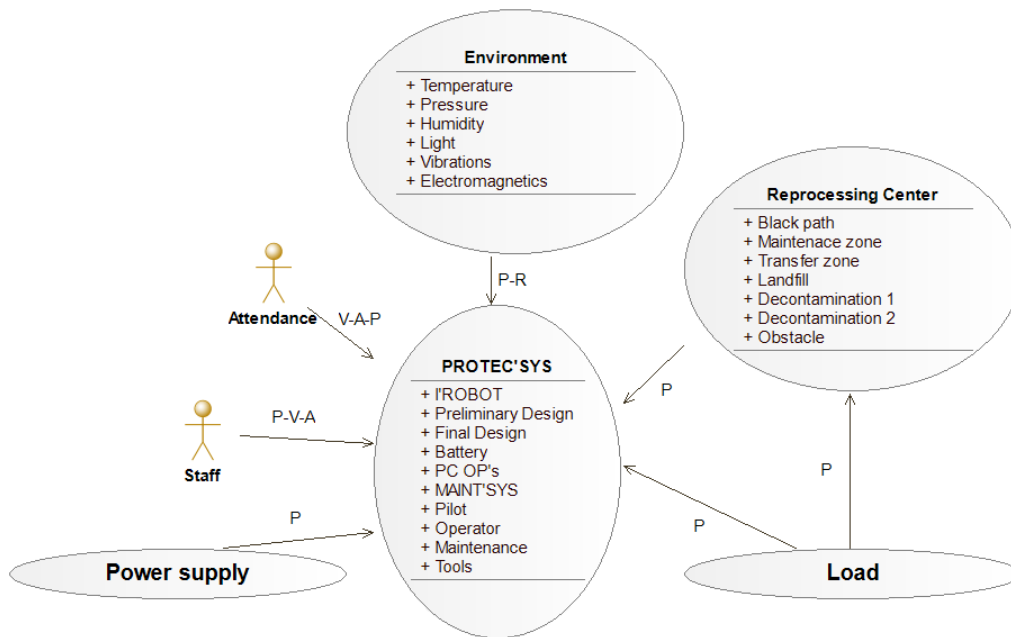 Environment
+ Temperature
+ Pressure
+ Humidity
+ Light
+ Vibrations
+ Electromagnetics
Reprocessing Center
+ Black path
+ Maintenace zone
+ Transfer zone
+ Landfill
+ Decontamination 1
+ Decontamination 2
+ Obstacle
P-R
Attendance
V-A-P
PROTEC'SYS
+ I'ROBOT
+ Preliminary Design
+ Final Design
+ Battery
+ PC OP's
+ MAINT'SYS
+ Pilot
+ Operator
+ Maintenance
+ Tools
P
P-V-A
Staff
P
P
P
Power supply
Load